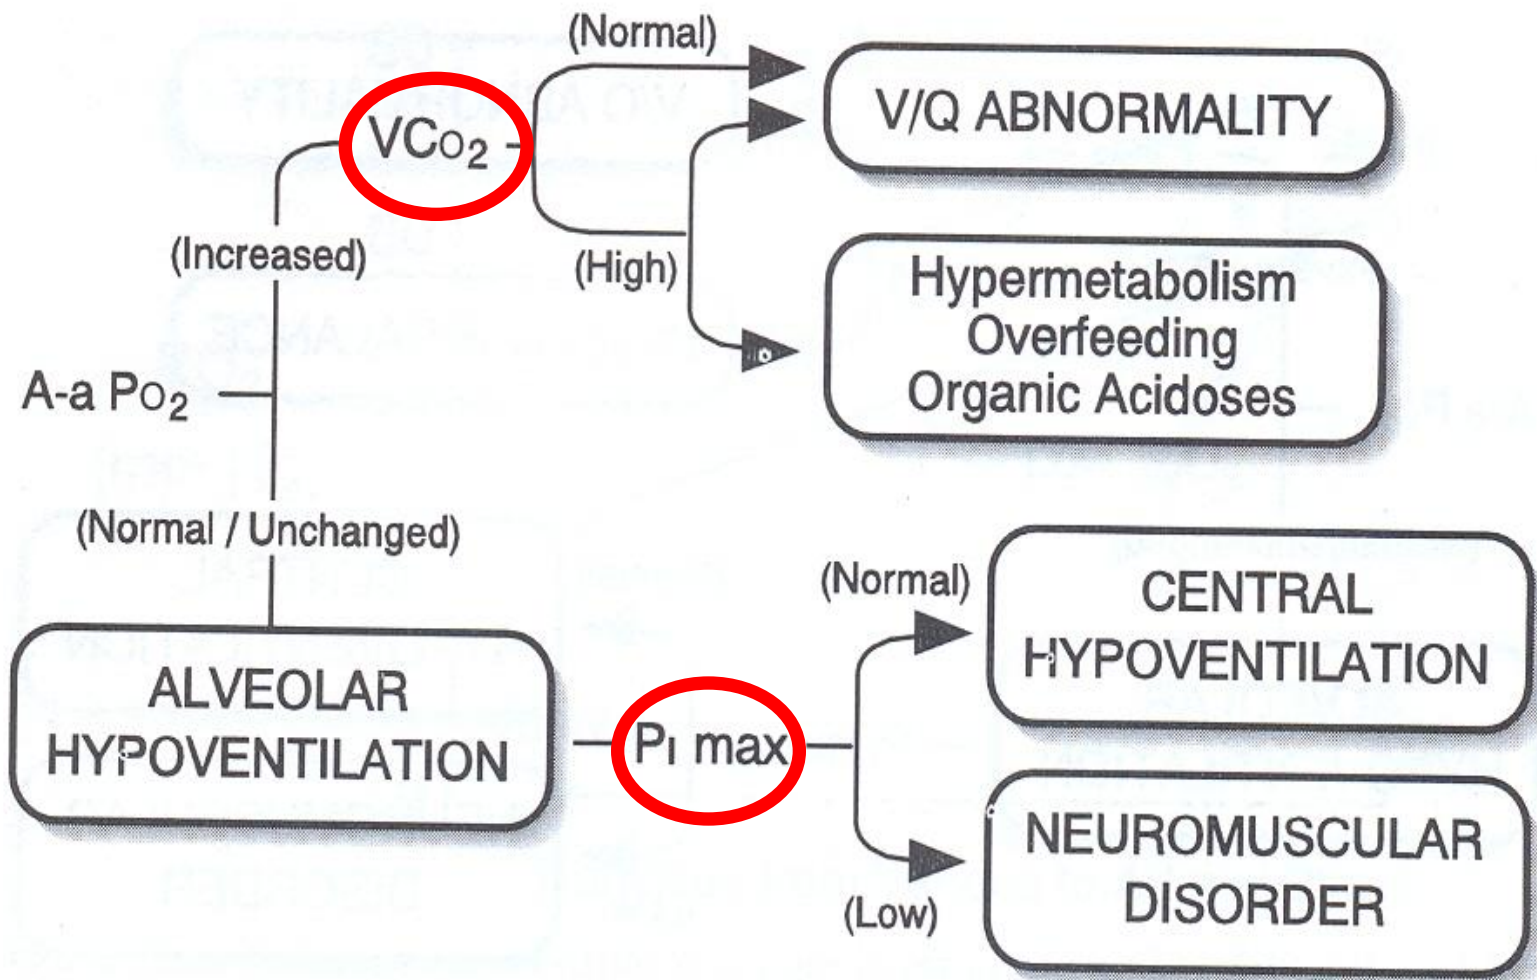 (Normal)
VCO2
V/Q ABNORMALITY
(Increased)
(High)
Hypermetabolism
Overfeeding
Organic Acidoses
A-a PO2
(Normal / Unchanged)
ALVEOLAR
HYPOVENTILATION
PI max
(Normal)
CENTRAL
HYPOVENTILATION
(Low)
NEUROMUSCULAR
DISORDER